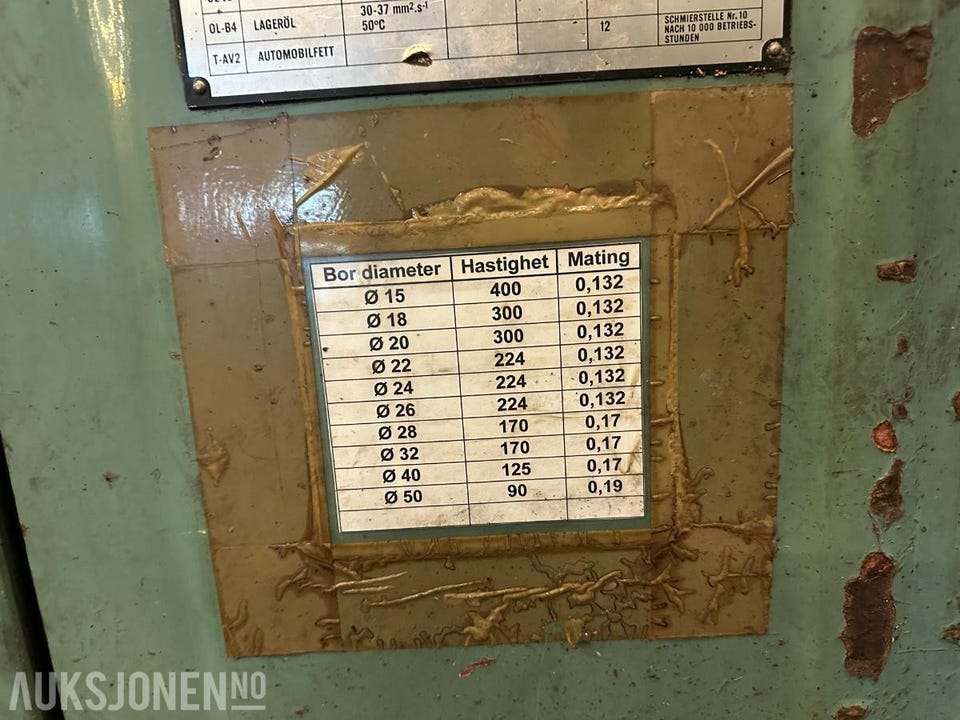 30-37 mm².s⁻¹
OL-B4 LAGERÖL 50°C 12 SCHMIERSTELLE Nr. 10
NACH 10 000 BETRIEBS-
STUNDEN
T-AV2 AUTOMOBILFETT
Bor diameter Hastighet Mating
Ø 15 400 0,132
Ø 18 300 0,132
Ø 20 300 0,132
Ø 22 224 0,132
Ø 24 224 0,132
Ø 26 224 0,132
Ø 28 170 0,17
Ø 32 170 0,17
Ø 40 125 0,17
Ø 50 90 0,19
AUKSJONEN NO